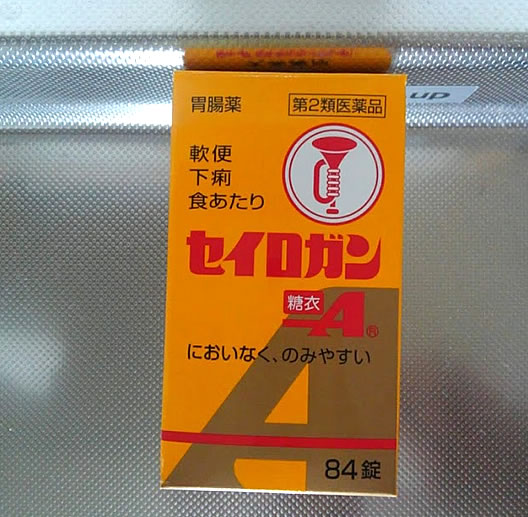 胃腸薬
第2類医薬品
up
軟便
下痢
食あたり
セイロガン
糖衣
A®
においなく、のみやすい
A
84錠